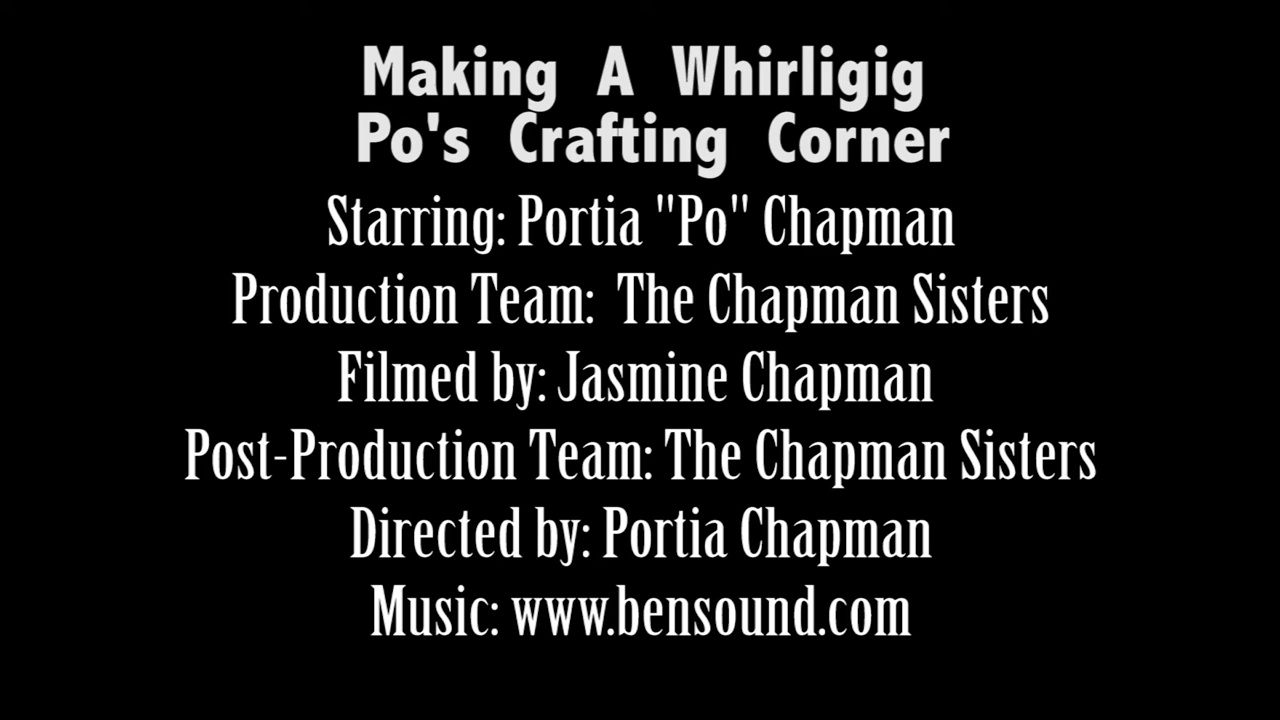 Making A Whirligig
Po's Crafting Corner
Starring: Portia "Po" Chapman
Production Team: The Chapman Sisters
Filmed by: Jasmine Chapman
Post-Production Team: The Chapman Sisters
Directed by: Portia Chapman
Music: www.bensound.com